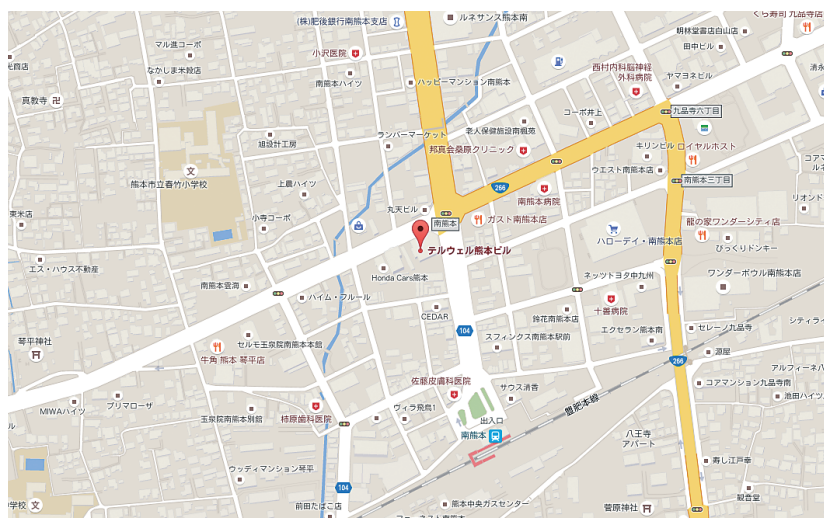 くら寿司 九品寺店
ルネサンス熊本南
(株)肥後銀行南熊本支店
明林堂書店白山店
マル進コーポ
田中ビル
小沢医院
西村内科脳神経
外科病院
なかしま米穀店
南熊本ハイツ
ハッピーマンション南熊本
ヤマヨネビル
真教寺
コーポ井上
九品寺六丁目
老人保健施設南楓苑
ランバーマーケット
旭設計工房
邦真会桑原クリニック
キリンビル
ロイヤルホスト
熊本市立春竹小学校
上農ハイツ
ウエスト南熊本店
南熊本三丁目
266
南熊本病院
丸天ビル
小寺コーポ
南熊本
ガスト南熊本店
龍の家ワンダーシティ店
東米店
ハローデイ・南熊本店
びっくりドンキー
テルウェル熊本ビル
エス・ハウス不動産
Honda Cars熊本
ネッツトヨタ中九州
ワンダーボウル南熊本店
南熊本雲海
ハイム・フルール
十善病院
CEDAR
鈴花南熊本店
104
エクセラン熊本南
セレーノ九品寺
琴平神社
セルモ玉泉院南熊本本館
スフィンクス南熊本駅前
牛角 熊本 琴平店
266
源屋
佐藤皮膚科医院
サウス清香
コアマンション九品寺南
MIWAハイツ
プリマローザ
玉泉院南熊本別館
柿原歯科医院
ヴィラ飛鳥1
出入口
豊肥本線
池田ハイツ
南熊本
八王寺
アパート
ウッディマンション琴平
寿し江戸幸
104
観音堂
前田たばこ店
熊本中央ガスセンター
菅原神社